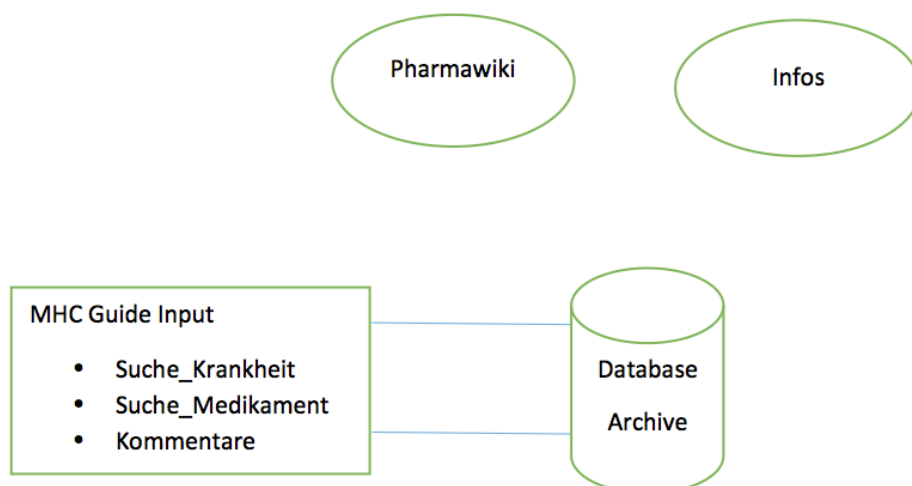 Pharmawiki
Infos
MHC Guide Input
• Suche_Krankheit
• Suche_Medikament
• Kommentare
Database
Archive